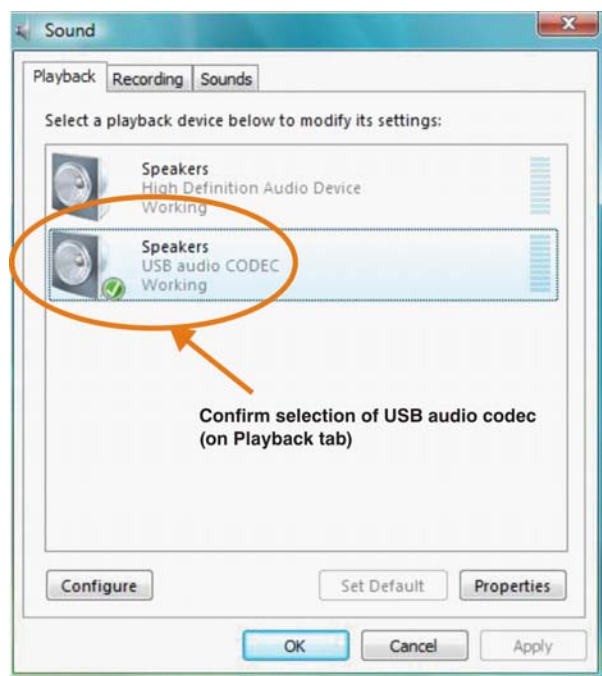 Sound
Playback Recording Sounds
Select a playback device below to modify its settings:
Speakers
High Definition Audio Device
Working
Speakers
USB audio CODEC
Working
Confirm selection of USB audio codec
(on Playback tab)
Configure Set Default Properties
OK Cancel Apply